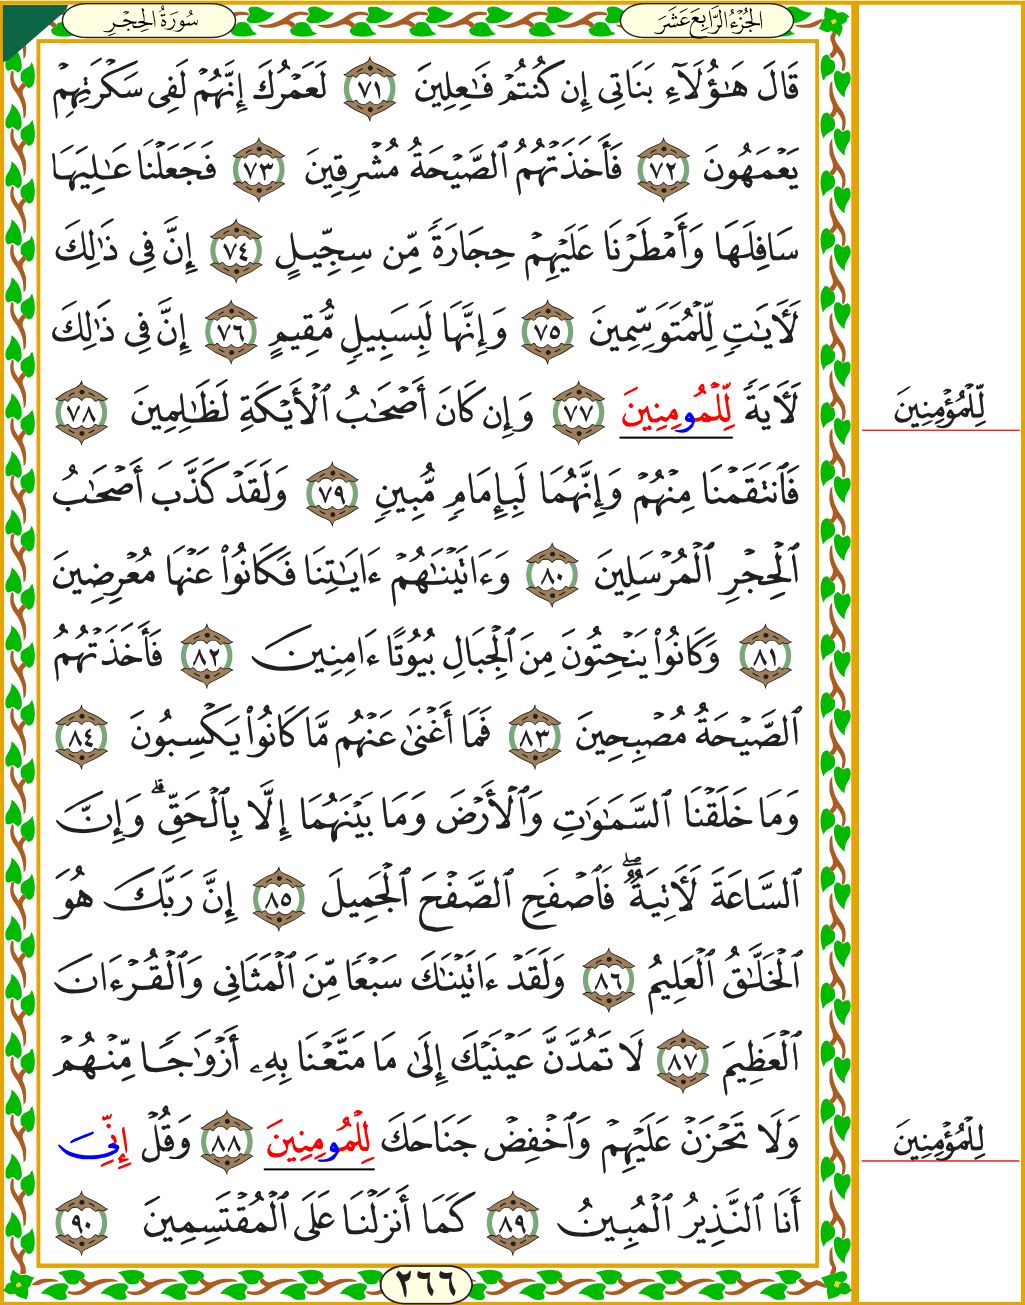 الجُزْءُ الرَّابِعَ عَشَرَ
سُورَةُ الحِجْرِ
قَالَ هَٰٓؤُلَآءِ بَنَاتِى إِن كُنتُمْ فَٰعِلِينَ ٧١ لَعَمْرُكَ إِنَّهُمْ لَفِى سَكْرَتِهِمْ
يَعْمَهُونَ ٧٢ فَأَخَذَتْهُمُ ٱلصَّيْحَةُ مُشْرِقِينَ ٧٣ فَجَعَلْنَا عَٰلِيَهَا
سَافِلَهَا وَأَمْطَرْنَا عَلَيْهِمْ حِجَارَةً مِّن سِجِّيلٍ ٧٤ إِنَّ فِى ذَٰلِكَ
لَأٓيَٰتٍ لِّلْمُتَوَسِّمِينَ ٧٥ وَإِنَّهَا لَبِسَبِيلٍ مُّقِيمٍ ٧٦ إِنَّ فِى ذَٰلِكَ
لَأٓيَةً لِّلْمُومِنِينَ ٧٧ وَإِن كَانَ أَصْحَٰبُ ٱلْأَيْكَةِ لَظَٰلِمِينَ ٧٨
لِّلْمُؤْمِنِينَ
فَٱنتَقَمْنَا مِنْهُمْ وَإِنَّهُمَا لَبِإِمَامٍ مُّبِينٍ ٧٩ وَلَقَدْ كَذَّبَ أَصْحَٰبُ
ٱلْحِجْرِ ٱلْمُرْسَلِينَ ٨٠ وَءَاتَيْنَٰهُمْ ءَايَٰتِنَا فَكَانُوا۟ عَنْهَا مُعْرِضِينَ
٨١ وَكَانُوا۟ يَنْحِتُونَ مِنَ ٱلْجِبَالِ بُيُوتًا ءَامِنِينَ ٨٢ فَأَخَذَتْهُمُ
ٱلصَّيْحَةُ مُصْبِحِينَ ٨٣ فَمَآ أَغْنَىٰ عَنْهُم مَّا كَانُوا۟ يَكْسِبُونَ ٨٤
وَمَا خَلَقْنَا ٱلسَّمَٰوَٰتِ وَٱلْأَرْضَ وَمَا بَيْنَهُمَآ إِلَّا بِٱلْحَقِّ ۗ وَإِنَّ
ٱلسَّاعَةَ لَأٓتِيَةٌ ۖ فَٱصْفَحِ ٱلصَّفْحَ ٱلْجَمِيلَ ٨٥ إِنَّ رَبَّكَ هُوَ
ٱلْخَلَّٰقُ ٱلْعَلِيمُ ٨٦ وَلَقَدْ ءَاتَيْنَٰكَ سَبْعًا مِّنَ ٱلْمَثَانِى وَٱلْقُرْءَانَ
ٱلْعَظِيمَ ٨٧ لَا تَمُدَّنَّ عَيْنَيْكَ إِلَىٰ مَا مَتَّعْنَا بِهِۦٓ أَزْوَٰجًا مِّنْهُمْ
وَلَا تَحْزَنْ عَلَيْهِمْ وَٱخْفِضْ جَنَاحَكَ لِلْمُومِنِينَ ٨٨ وَقُلْ إِنِّىَ
لِلْمُؤْمِنِينَ
أَنَا ٱلنَّذِيرُ ٱلْمُبِينُ ٨٩ كَمَآ أَنزَلْنَا عَلَى ٱلْمُقْتَسِمِينَ ٩٠
٢٦٦